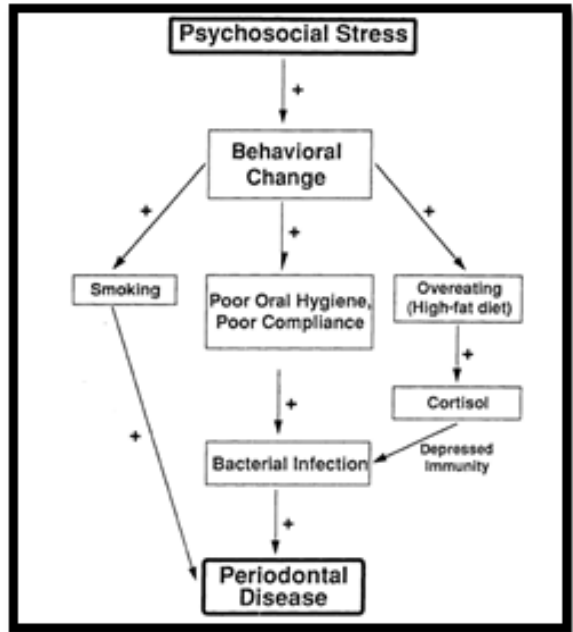 Psychosocial Stress
+
Behavioral
Change
+
+
+
Smoking
Poor Oral Hygiene,
Poor Compliance
Overeating
(High-fat diet)
+
Cortisol
+
+
Depressed
Immunity
Bacterial Infection
+
Periodontal
Disease